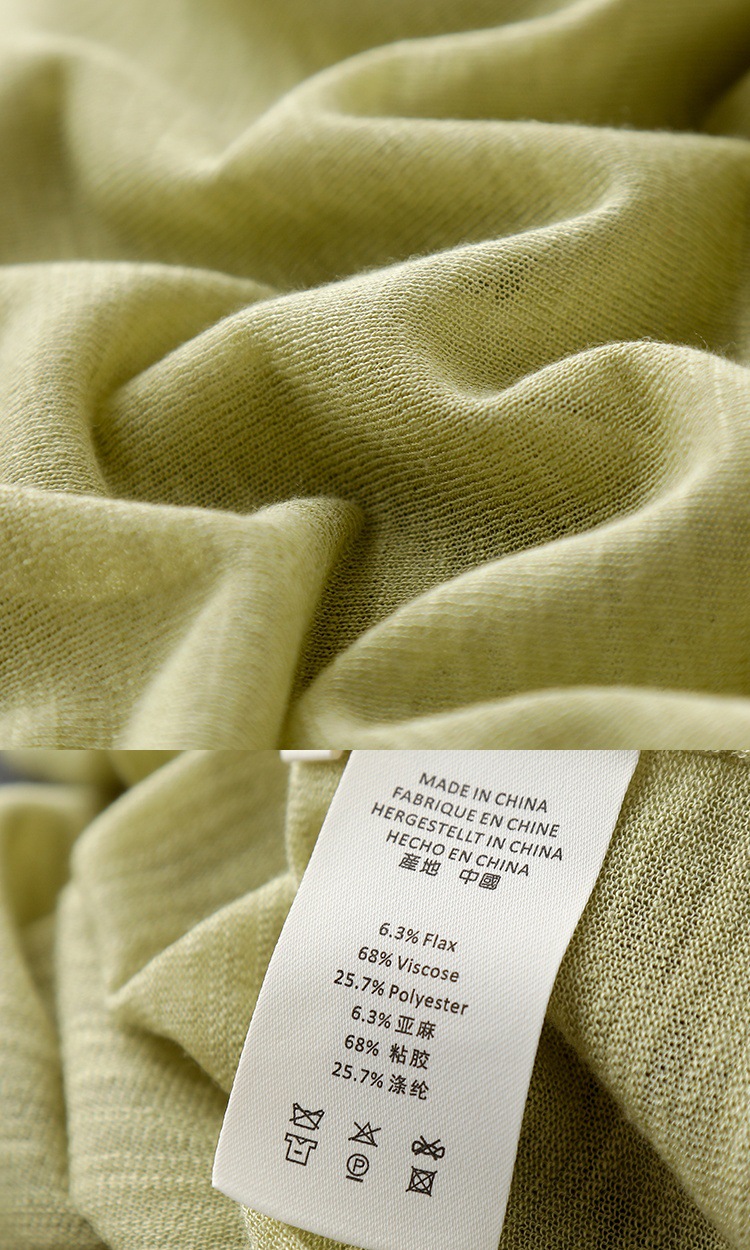 MADE IN CHINA
FABRIQUE EN CHINE
HERGESTELLT IN CHINA
HECHO EN CHINA
産地 中國
6.3% Flax
68% Viscose
25.7% Polyester
6.3% 亚麻
68% 粘胶
25.7% 涤纶
P